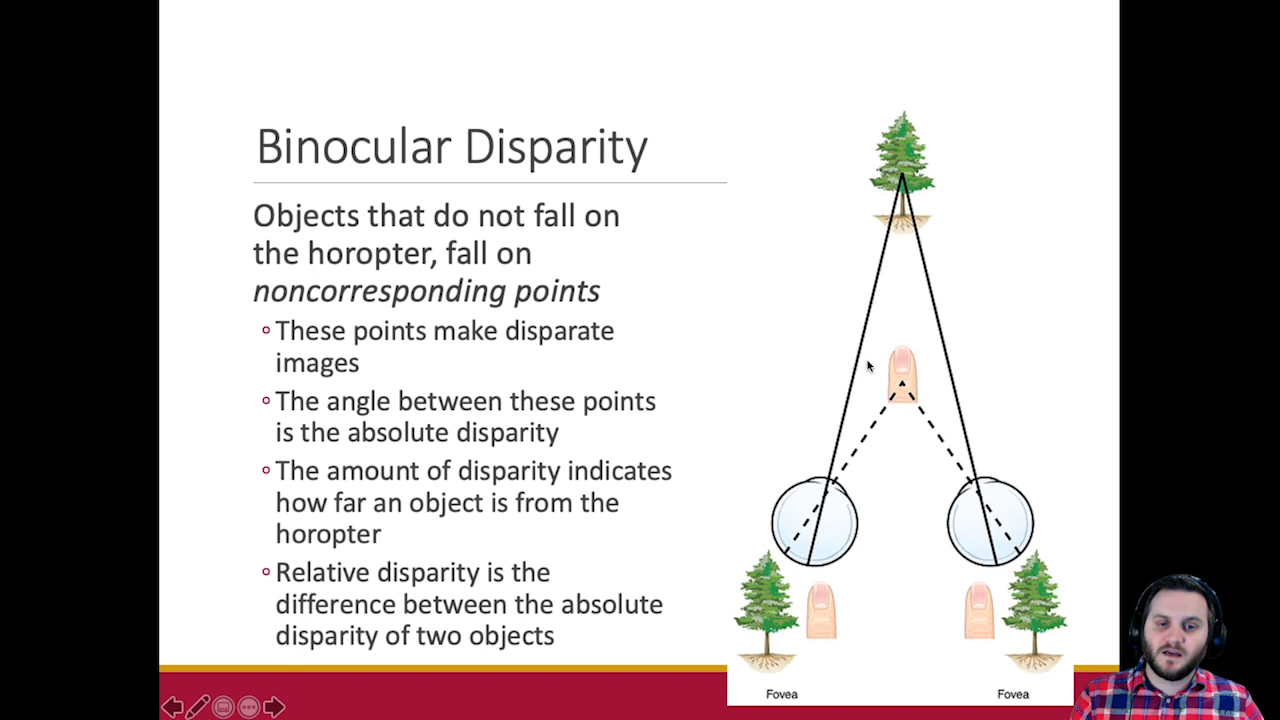 Binocular Disparity
Objects that do not fall on
the horopter, fall on
noncorresponding points
These points make disparate
images
The angle between these points
is the absolute disparity
The amount of disparity indicates
how far an object is from the
horopter
Relative disparity is the
difference between the absolute
disparity of two objects
Fovea
Fovea